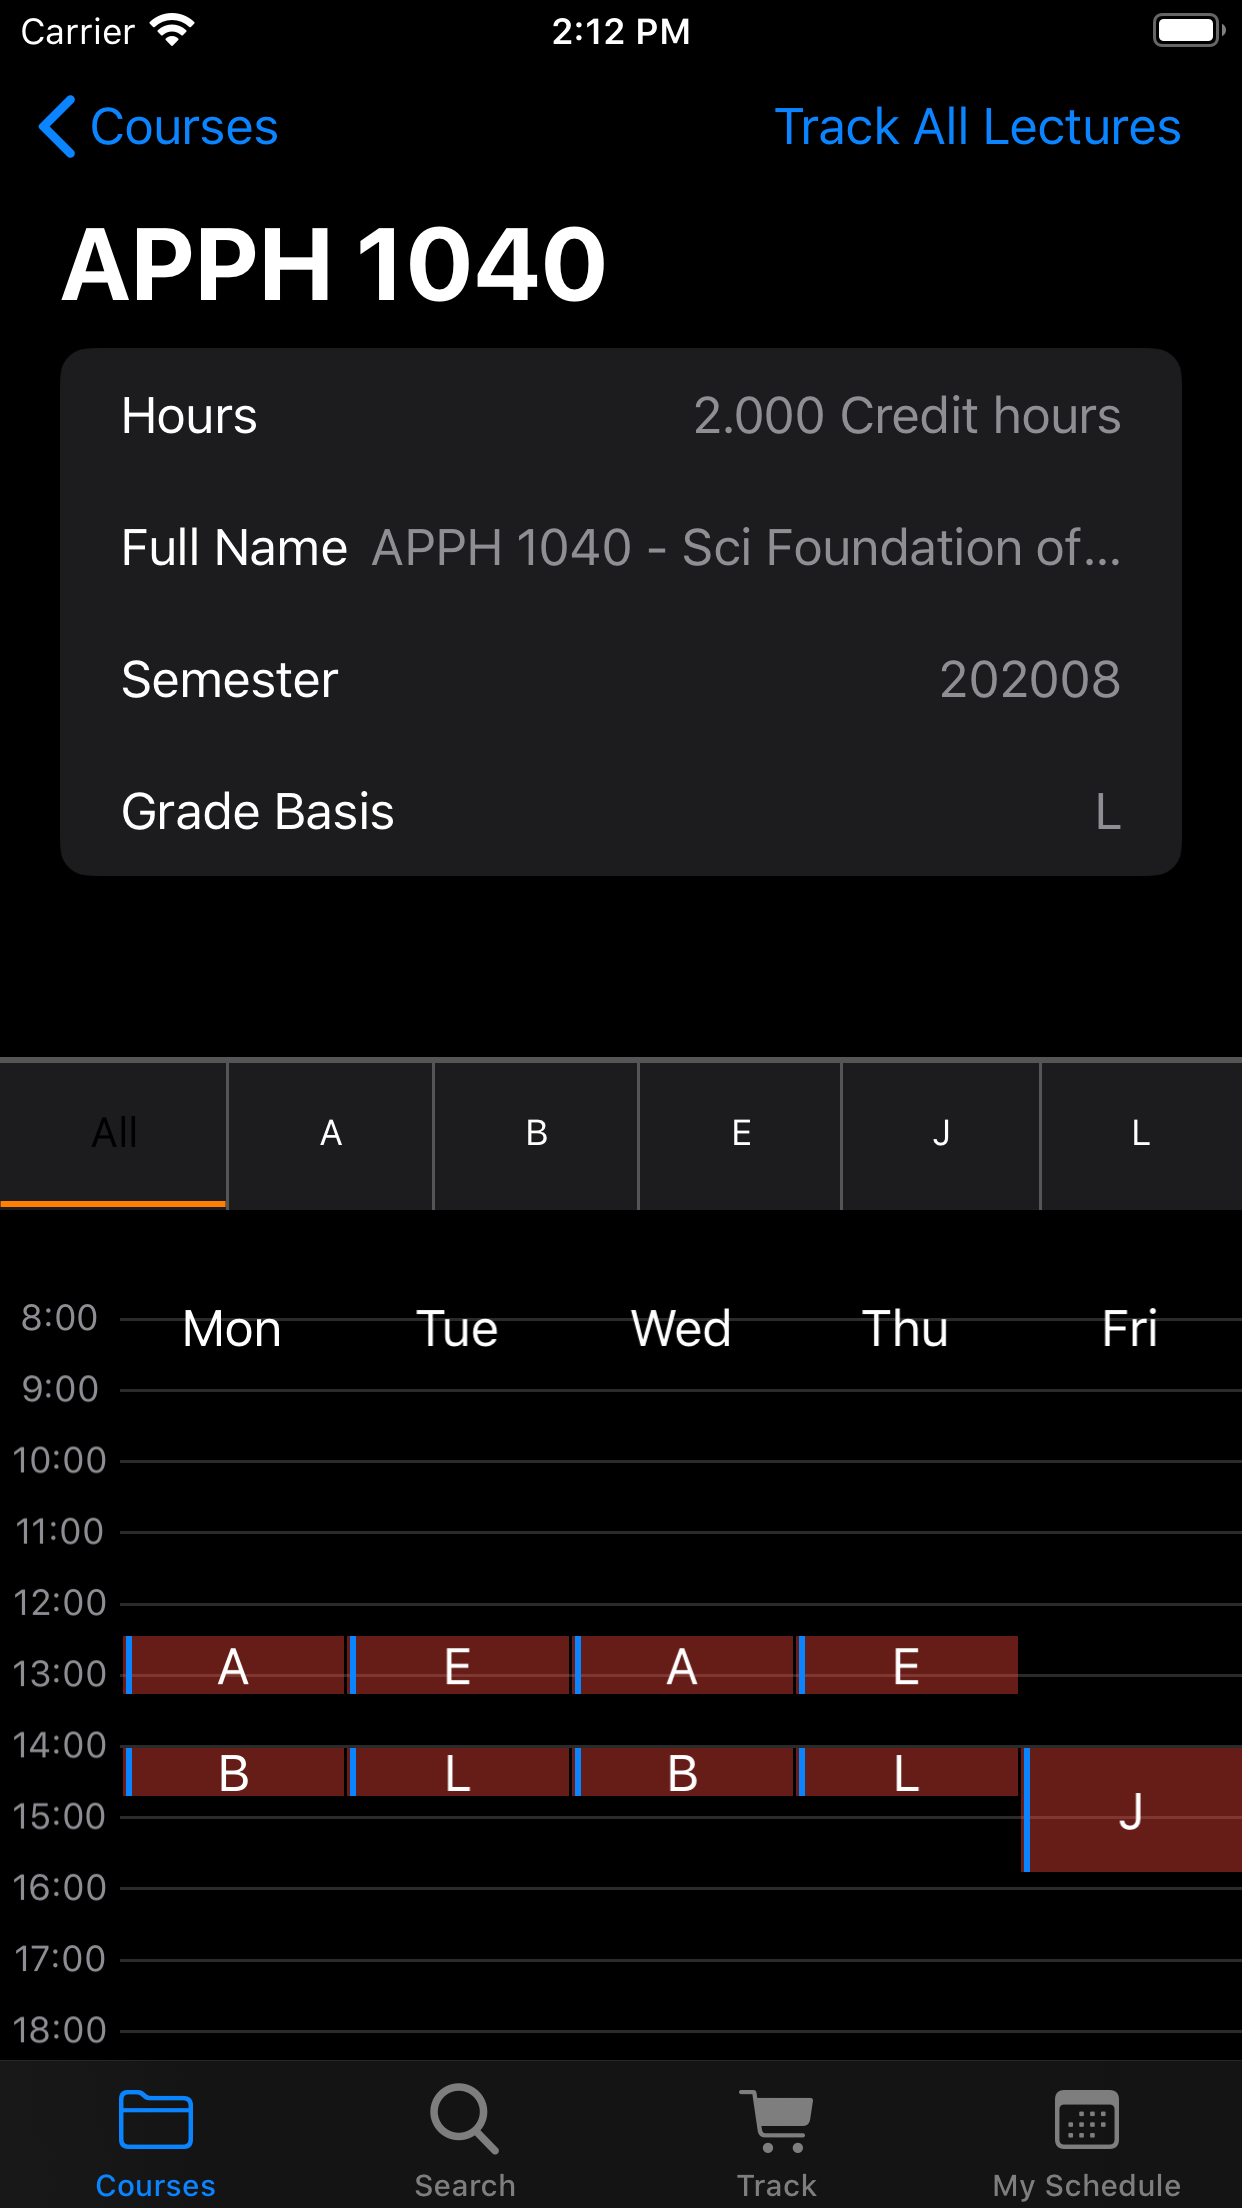 Carrier 2:12 PM
Courses Track All Lectures
APPH 1040
Hours 2.000 Credit hours
Full Name APPH 1040 - Sci Foundation of...
Semester 202008
Grade Basis L
All A B E J L
8:00 Mon Tue Wed Thu Fri
9:00
10:00
11:00
12:00
A E A E
13:00
14:00
B L B L
15:00 J
16:00
17:00
18:00
Courses Search Track My Schedule